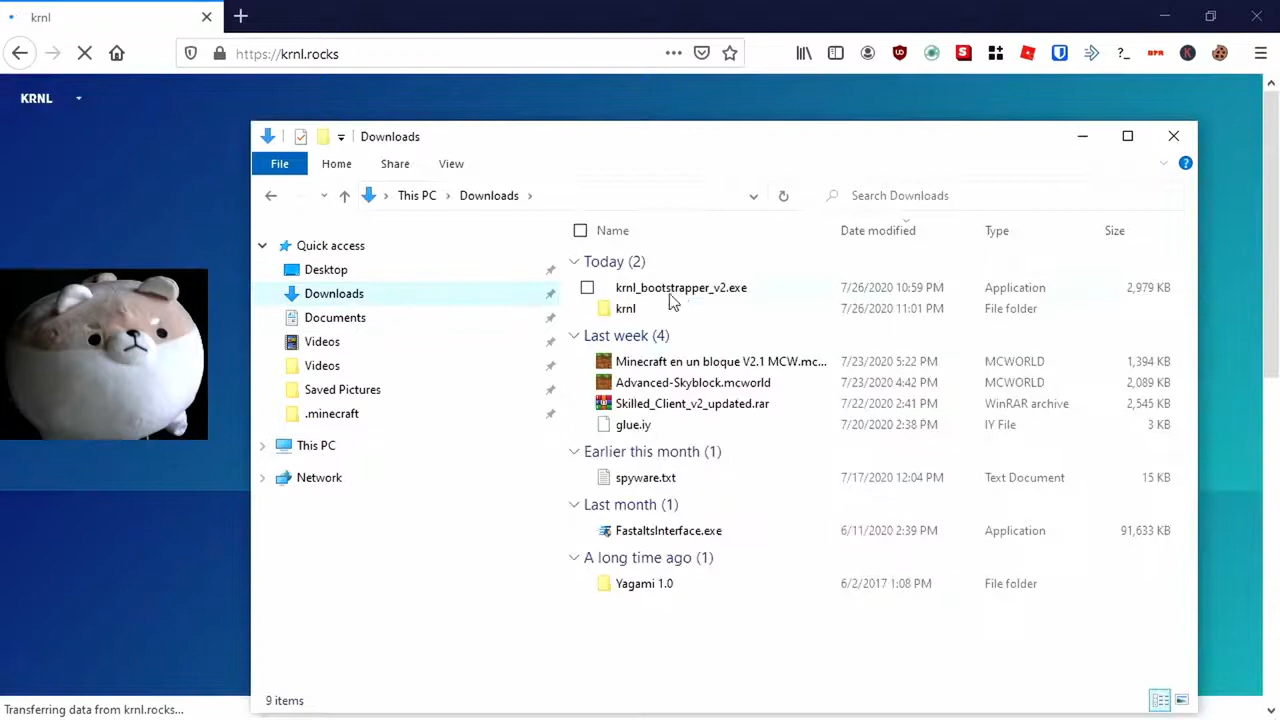 krnl
https://krnl.rocks
KRNL
Downloads
File Home Share View
This PC Downloads
Search Downloads
Name Date modified Type Size
Quick access
Desktop
Downloads
Documents
Videos
Videos
Saved Pictures
.minecraft
This PC
Network
Today (2)
krnl_bootstrapper_v2.exe 7/26/2020 10:59 PM Application 2,979 KB
krnl 7/26/2020 11:01 PM File folder
Last week (4)
Minecraft en un bloque V2.1 MCW.mc... 7/23/2020 5:22 PM MCWORLD 1,394 KB
Advanced-Skyblock.mcworld 7/23/2020 4:42 PM MCWORLD 2,089 KB
Skilled_Client_v2_updated.rar 7/22/2020 2:41 PM WinRAR archive 2,545 KB
glue.iy 7/20/2020 2:38 PM IY File 3 KB
Earlier this month (1)
spyware.txt 7/17/2020 12:04 PM Text Document 15 KB
Last month (1)
FastaltsInterface.exe 6/11/2020 2:39 PM Application 91,633 KB
A long time ago (1)
Yagami 1.0 6/2/2017 1:08 PM File folder
9 items
Transferring data from krnl.rocks...